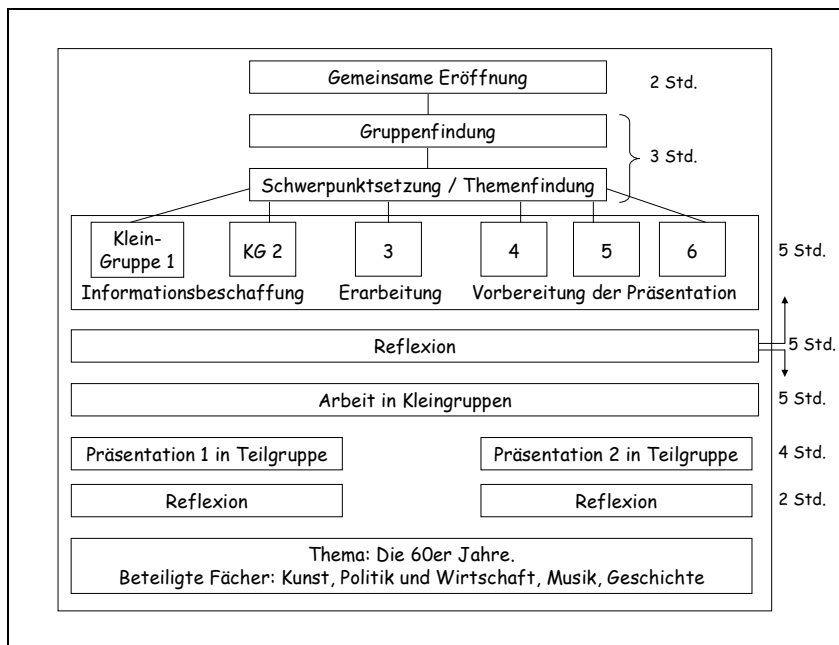 Gemeinsame Eröffnung
2 Std.
Gruppenfindung
3 Std.
Schwerpunktsetzung / Themenfindung
Klein-
Gruppe 1
KG 2
3
4
5
6
5 Std.
Informationsbeschaffung
Erarbeitung
Vorbereitung der Präsentation
Reflexion
5 Std.
Arbeit in Kleingruppen
5 Std.
Präsentation 1 in Teilgruppe
Präsentation 2 in Teilgruppe
4 Std.
Reflexion
Reflexion
2 Std.
Thema: Die 60er Jahre.
Beteiligte Fächer: Kunst, Politik und Wirtschaft, Musik, Geschichte